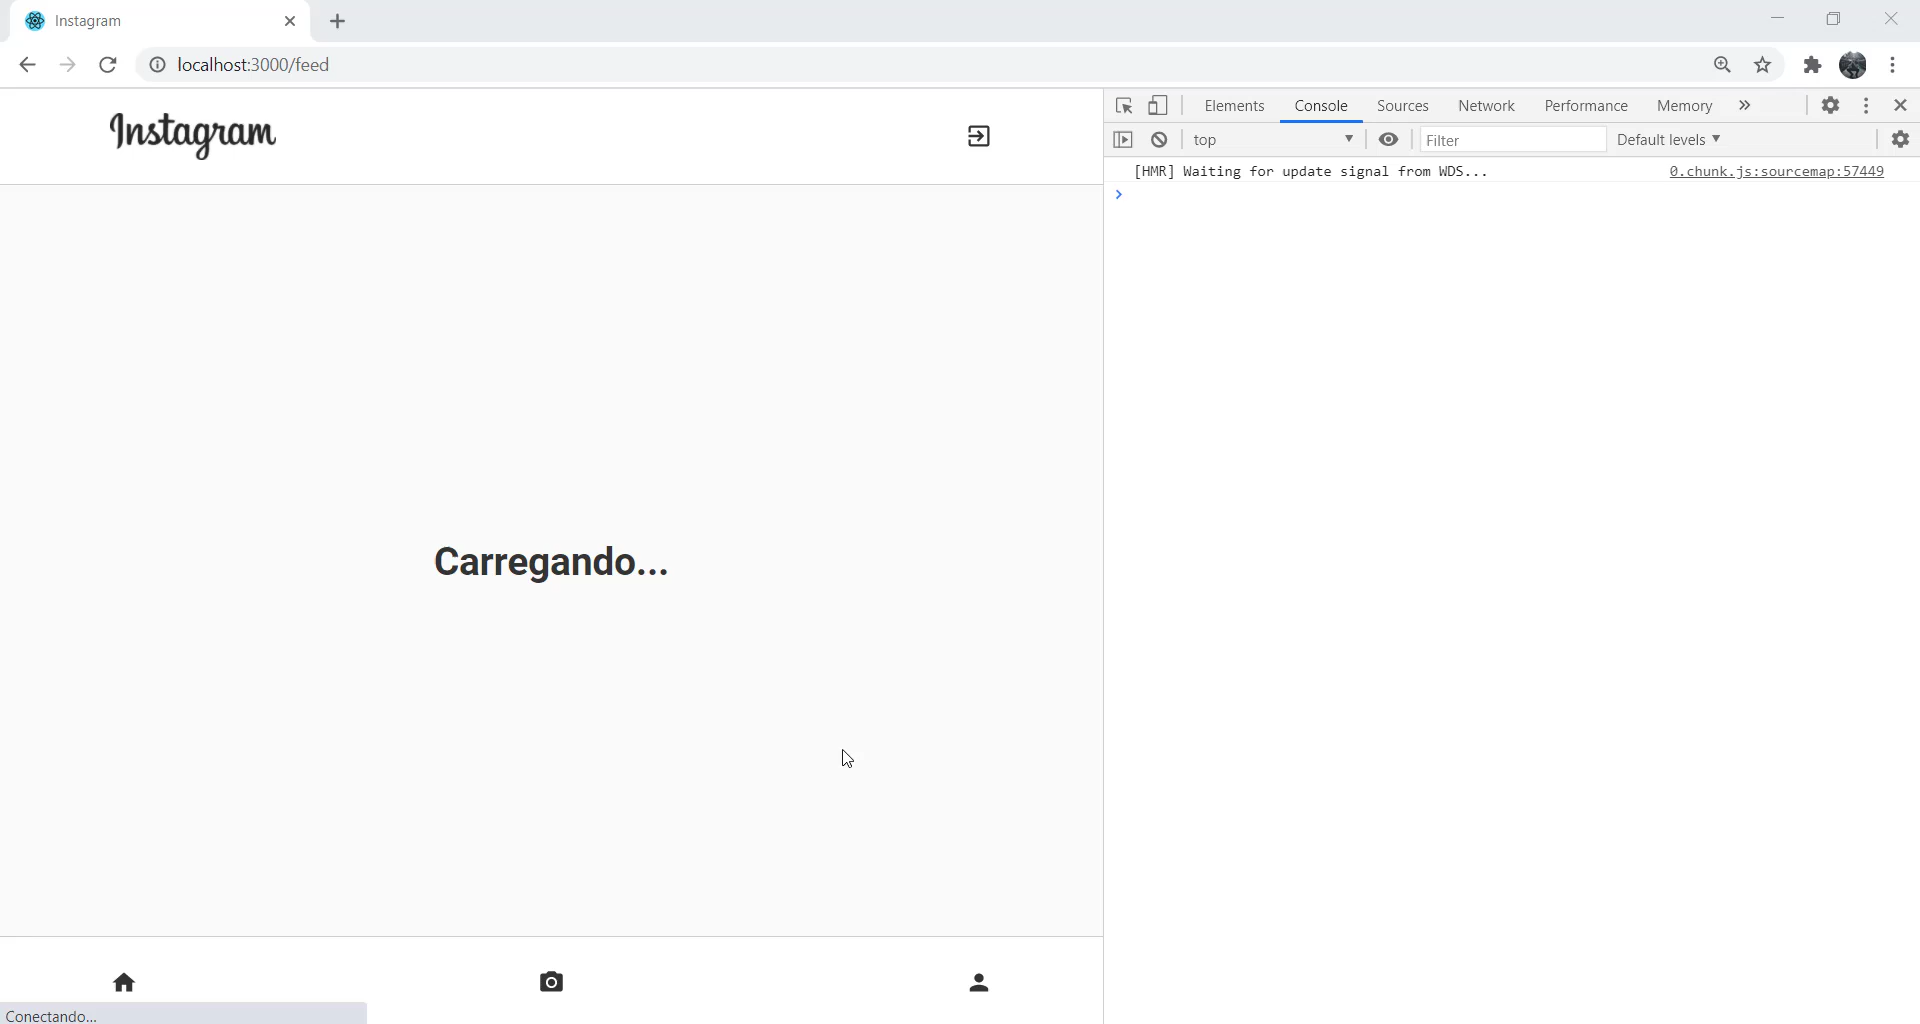 Instagram
localhost:3000/feed
Instagram
Elements Console Sources Network Performance Memory
top Filter Default levels
[HMR] Waiting for update signal from WDS... 0.chunk.js:sourcemap:57449
Carregando...
Conectando...